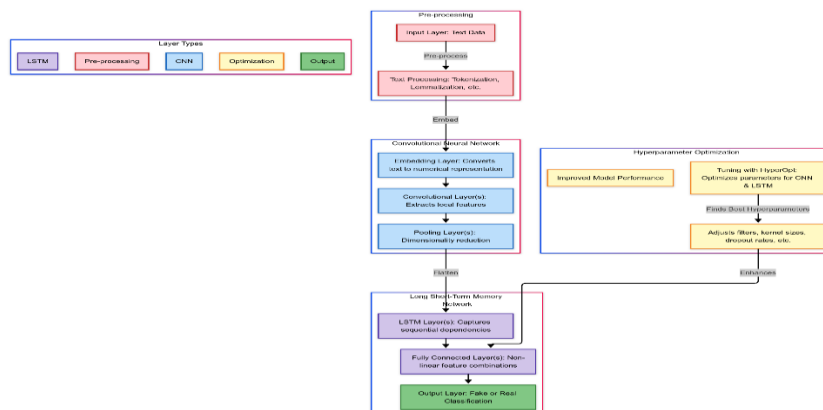 Layer Types
LSTM
Pre-processing
CNN
Optimization
Output
Pre-processing
Input Layer: Text Data
Pre-process
Text Processing: Tokenization,
Lemmatization, etc.
Embed
Convolutional Neural Network
Embedding Layer: Converts
text to numerical representation
Convolutional Layer(s):
Extracts local features
Pooling Layer(s):
Dimensionality reduction
Flatten
Hyperparameter Optimization
Improved Model Performance
Tuning with HyperOpt:
Optimizes parameters for CNN
& LSTM
Finds Best Hyperparameters
Adjusts filters, kernel sizes,
dropout rates, etc.
Enhances
Long Short-Term Memory
Network
LSTM Layer(s): Captures
sequential dependencies
Fully Connected Layer(s): Non-
linear feature combinations
Output Layer: Fake or Real
Classification